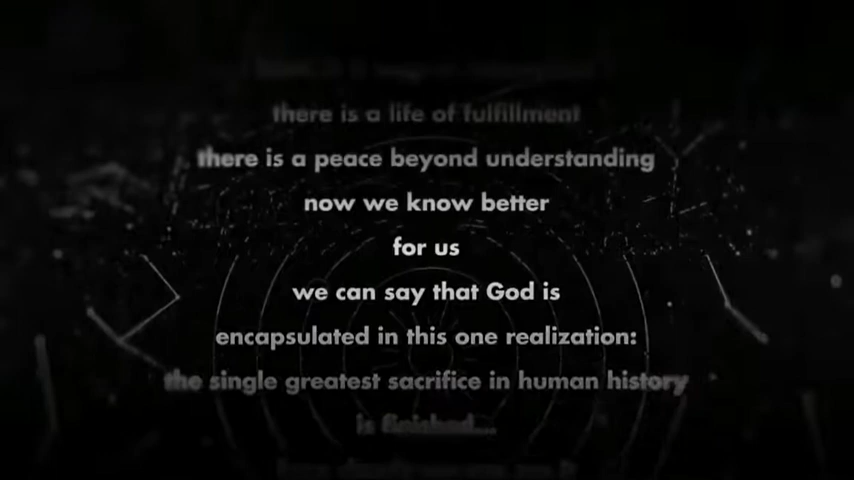 there is a life of fulfillment
there is a peace beyond understanding
now we know better
for us
we can say that God is
encapsulated in this one realization:
the single greatest sacrifice in human history
is finished...